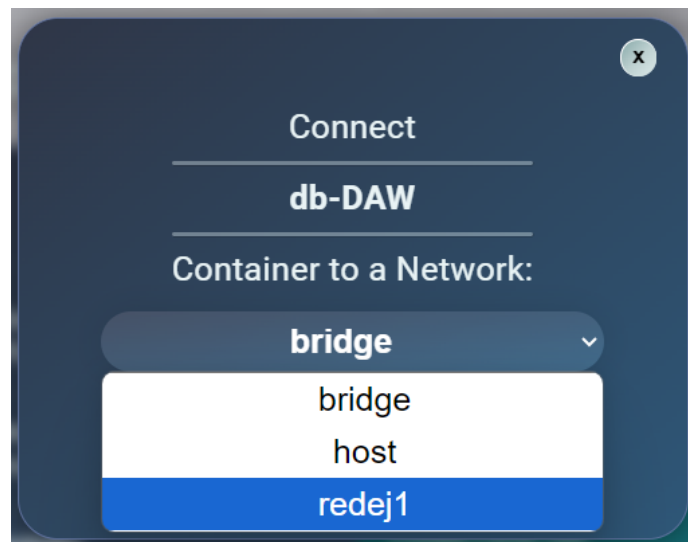 x
Connect
db-DAW
Container to a Network:
bridge
bridge
host
redej1